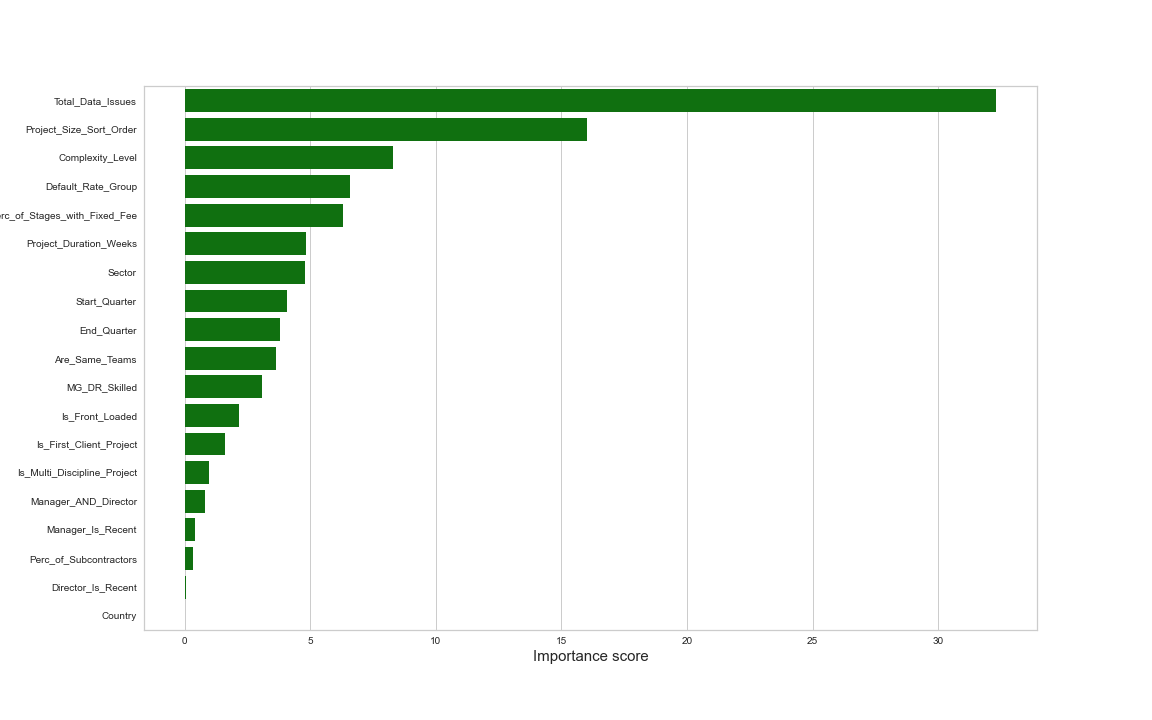 Total_Data_Issues
Project_Size_Sort_Order
Complexity_Level
Default_Rate_Group
erc_of_Stages_with_Fixed_Fee
Project_Duration_Weeks
Sector
Start_Quarter
End_Quarter
Are_Same_Teams
MG_DR_Skilled
Is_Front_Loaded
Is_First_Client_Project
Is_Multi_Discipline_Project
Manager_AND_Director
Manager_Is_Recent
Perc_of_Subcontractors
Director_Is_Recent
Country
0 5 10 15 20 25 30
Importance score